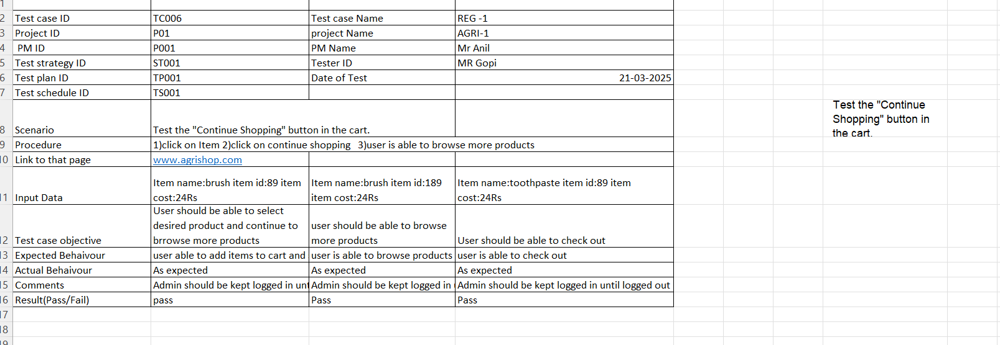 1
2 Test case ID TC006 Test case Name REG -1
3 Project ID P01 project Name AGRI-1
4 PM ID P001 PM Name Mr Anil
5 Test strategy ID ST001 Tester ID MR Gopi
6 Test plan ID TP001 Date of Test 21-03-2025
7 Test schedule ID TS001
Test the "Continue
Shopping" button in
the cart.
8 Scenario Test the "Continue Shopping" button in the cart.
9 Procedure 1)click on Item 2)click on continue shopping 3)user is able to browse more products
10 Link to that page www.agrishop.com
Item name:brush item id:89 item Item name:brush item id:189 Item name:toothpaste item id:89 item
11 Input Data cost:24Rs item cost:24Rs cost:24Rs
User should be able to select
desired product and continue to user should be able to browse
12 Test case objective brrowse more products more products User should be able to check out
13 Expected Behaivour user able to add items to cart and user is able to browse products user is able to check out
14 Actual Behaivour As expected As expected As expected
15 Comments Admin should be kept logged in unt Admin should be kept logged in Admin should be kept logged in until logged out
16 Result(Pass/Fail) pass Pass Pass
17
18
19